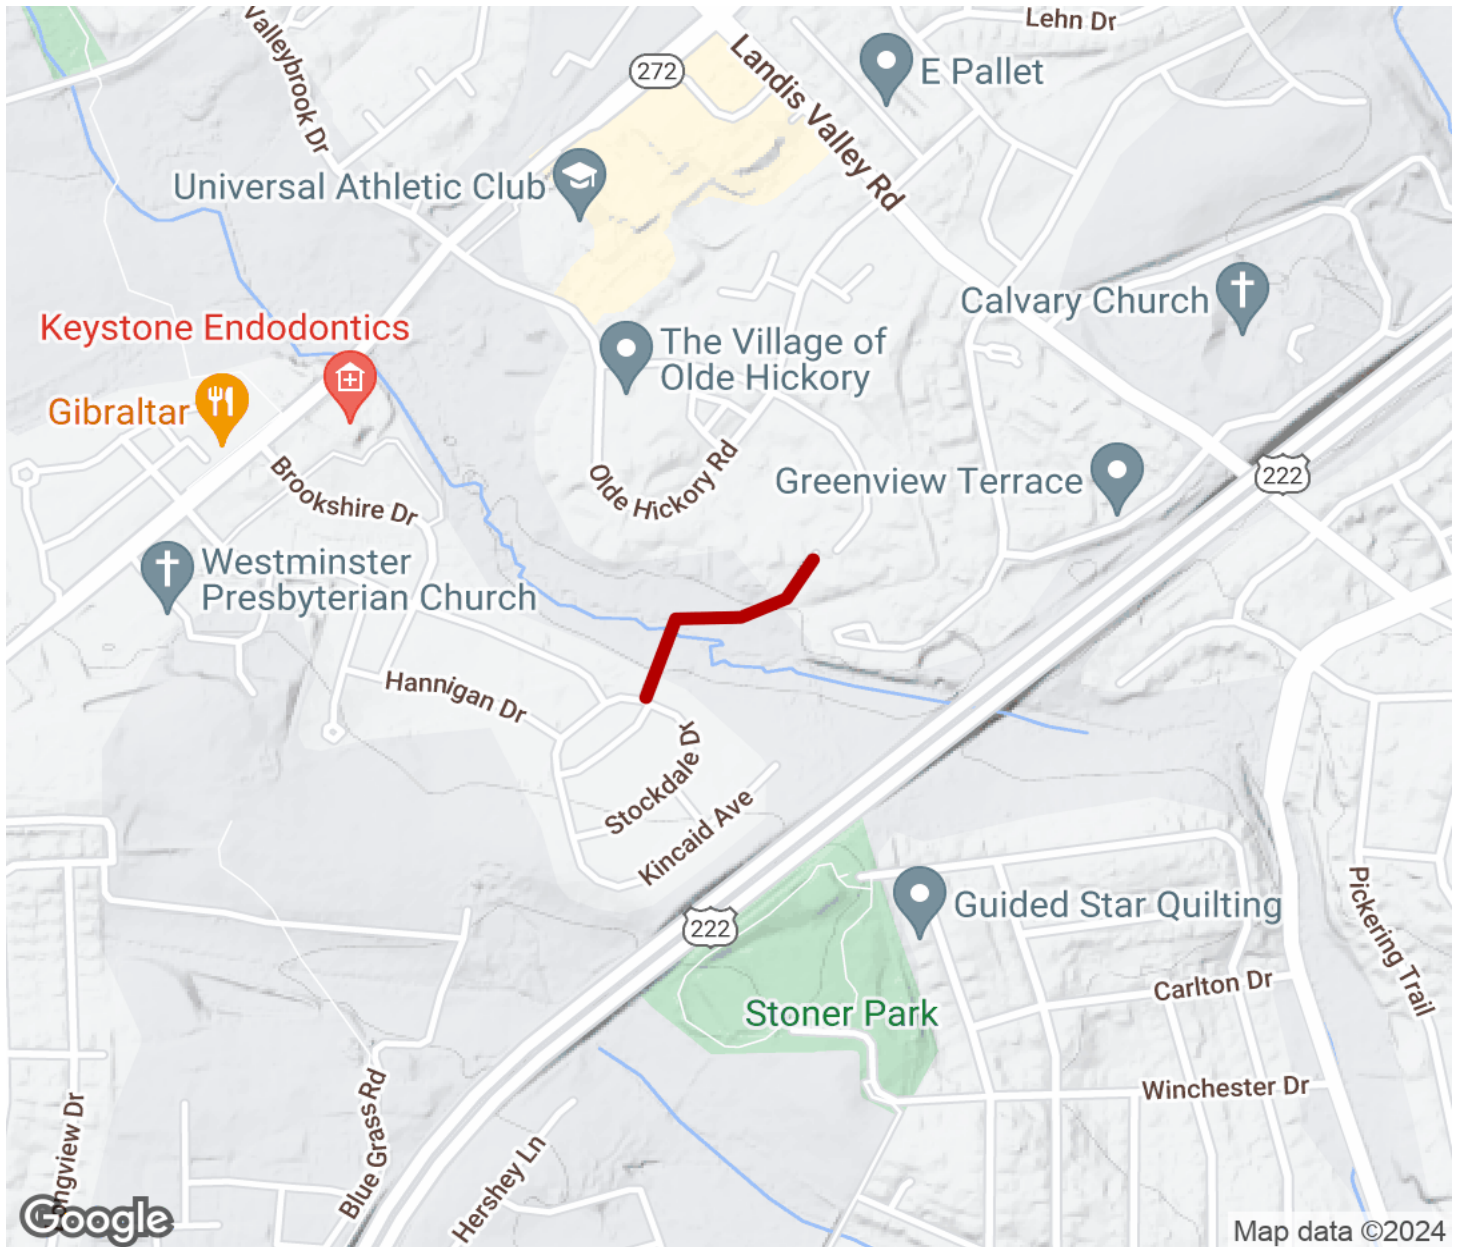 Lehn Dr
Valleybrook Dr
272
Landis Valley Rd
E Pallet
Universal Athletic Club
Calvary Church
Keystone Endodontics
The Village of
Olde Hickory
Gibraltar
Olde Hickory Rd
Greenview Terrace
222
Brookshire Dr
Westminster
Presbyterian Church
Hannigan Dr
Stockdale Dr
Kincaid Ave
222
Guided Star Quilting
Pickering Trail
Carlton Dr
Stoner Park
Winchester Dr
Longview Dr
Blue Grass Rd
Hershey Ln
Google
Map data ©2024